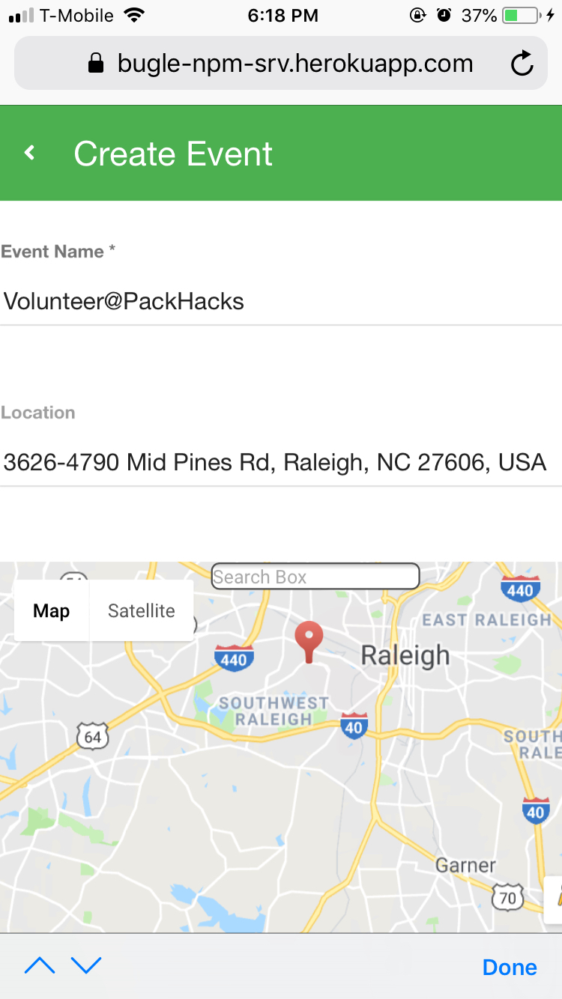 T-Mobile 6:18 PM 37%
bugle-npm-srv.herokuapp.com
Create Event
Event Name *
Volunteer@PackHacks
Location
3626-4790 Mid Pines Rd, Raleigh, NC 27606, USA
Search Box
Map Satellite
440
EAST RALEIGH
440
Raleigh
SOUTHWEST
RALEIGH
40
64
SOUTH
RALE
40
Garner
70
Done